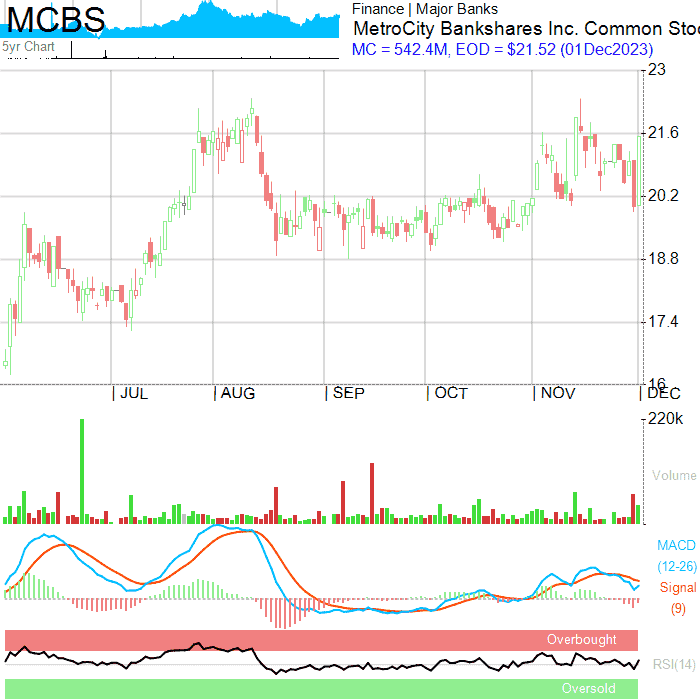 MCBS
5yr Chart
Finance | Major Banks
MetroCity Bankshares Inc. Common Sto
MC = 542.4M, EOD = $21.52 (01Dec2023)
23
21.6
20.2
18.8
17.4
16
| JUL | AUG | SEP | OCT | NOV | DEC
220k
Volume
MACD
(12-26)
Signal
(9)
Overbought
RSI(14)
Oversold